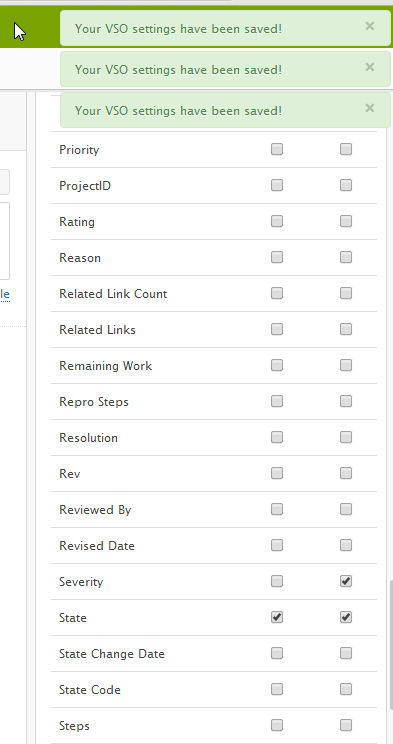 Your VSO settings have been saved! ×
Your VSO settings have been saved! ×
Your VSO settings have been saved! ×
Priority
ProjectID
Rating
Reason
le
Related Link Count
Related Links
Remaining Work
Repro Steps
Resolution
Rev
Reviewed By
Revised Date
Severity
State
State Change Date
State Code
Steps